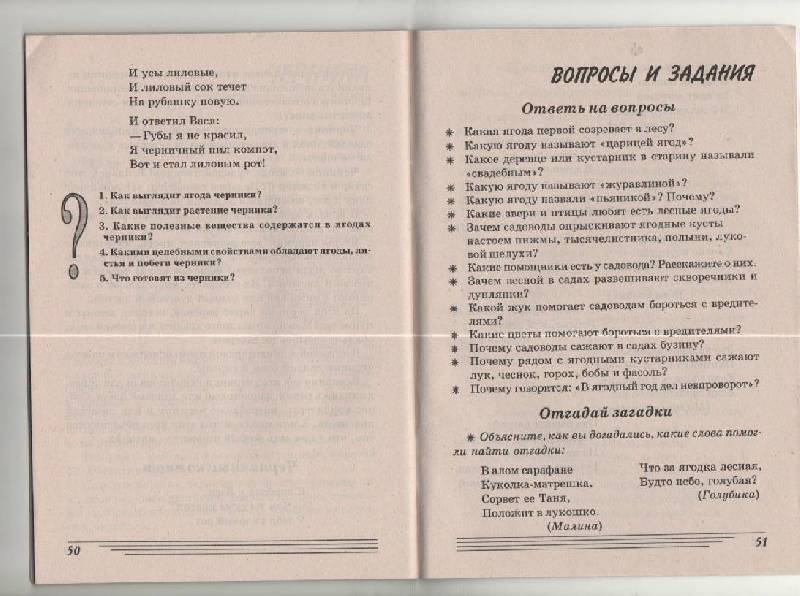 И усы лиловые,
И лиловый сок течет
На рубашку новую.
И ответил Вася:
— Губы я не красил,
Я черничный пил компот,
Вот и стал лиловым рот!
?
1. Как выглядит ягода черники?
2. Как выглядит растение черника?
3. Какие полезные вещества содержатся в ягодах
черники?
4. Какими целебными свойствами обладают ягоды, ли-
стья и побеги черники?
5. Что готовят из черники?
50
ВОПРОСЫ И ЗАДАНИЯ
Ответь на вопросы
✷ Какая ягода первой созревает в лесу?
✷ Какую ягоду называют «царицей ягод»?
✷ Какое деревце или кустарник в старину называли
«свадебным»?
✷ Какую ягоду называют «журавлиной»?
✷ Какую ягоду назвали «пьяникой»? Почему?
✷ Какие звери и птицы любят есть лесные ягоды?
✷ Зачем садоводы опрыскивают ягодные кусты
настоем пижмы, тысячелистника, полыни, луко-
вой шелухи?
✷ Какие помощники есть у садовода? Расскажите о них.
✷ Зачем весной в садах развешивают скворечники и
дуплянки?
✷ Какой жук помогает садоводам бороться с вредите-
лями?
✷ Какие цветы помогают бороться с вредителями?
✷ Почему садоводы сажают в садах бузину?
✷ Почему рядом с ягодными кустарниками сажают
лук, чеснок, горох, бобы и фасоль?
✷ Почему говорится: «В ягодный год дел невпроворот»?
Отгадай загадки
✷ Объясните, как вы догадались, какие слова помог-
ли найти отгадки:
В алом сарафане
Куколка-матрешка.
Сорвет ее Таня,
Положит в лукошко.
(Малина)
Что за ягодка лесная,
Будто небо, голубая?
(Голубика)
51